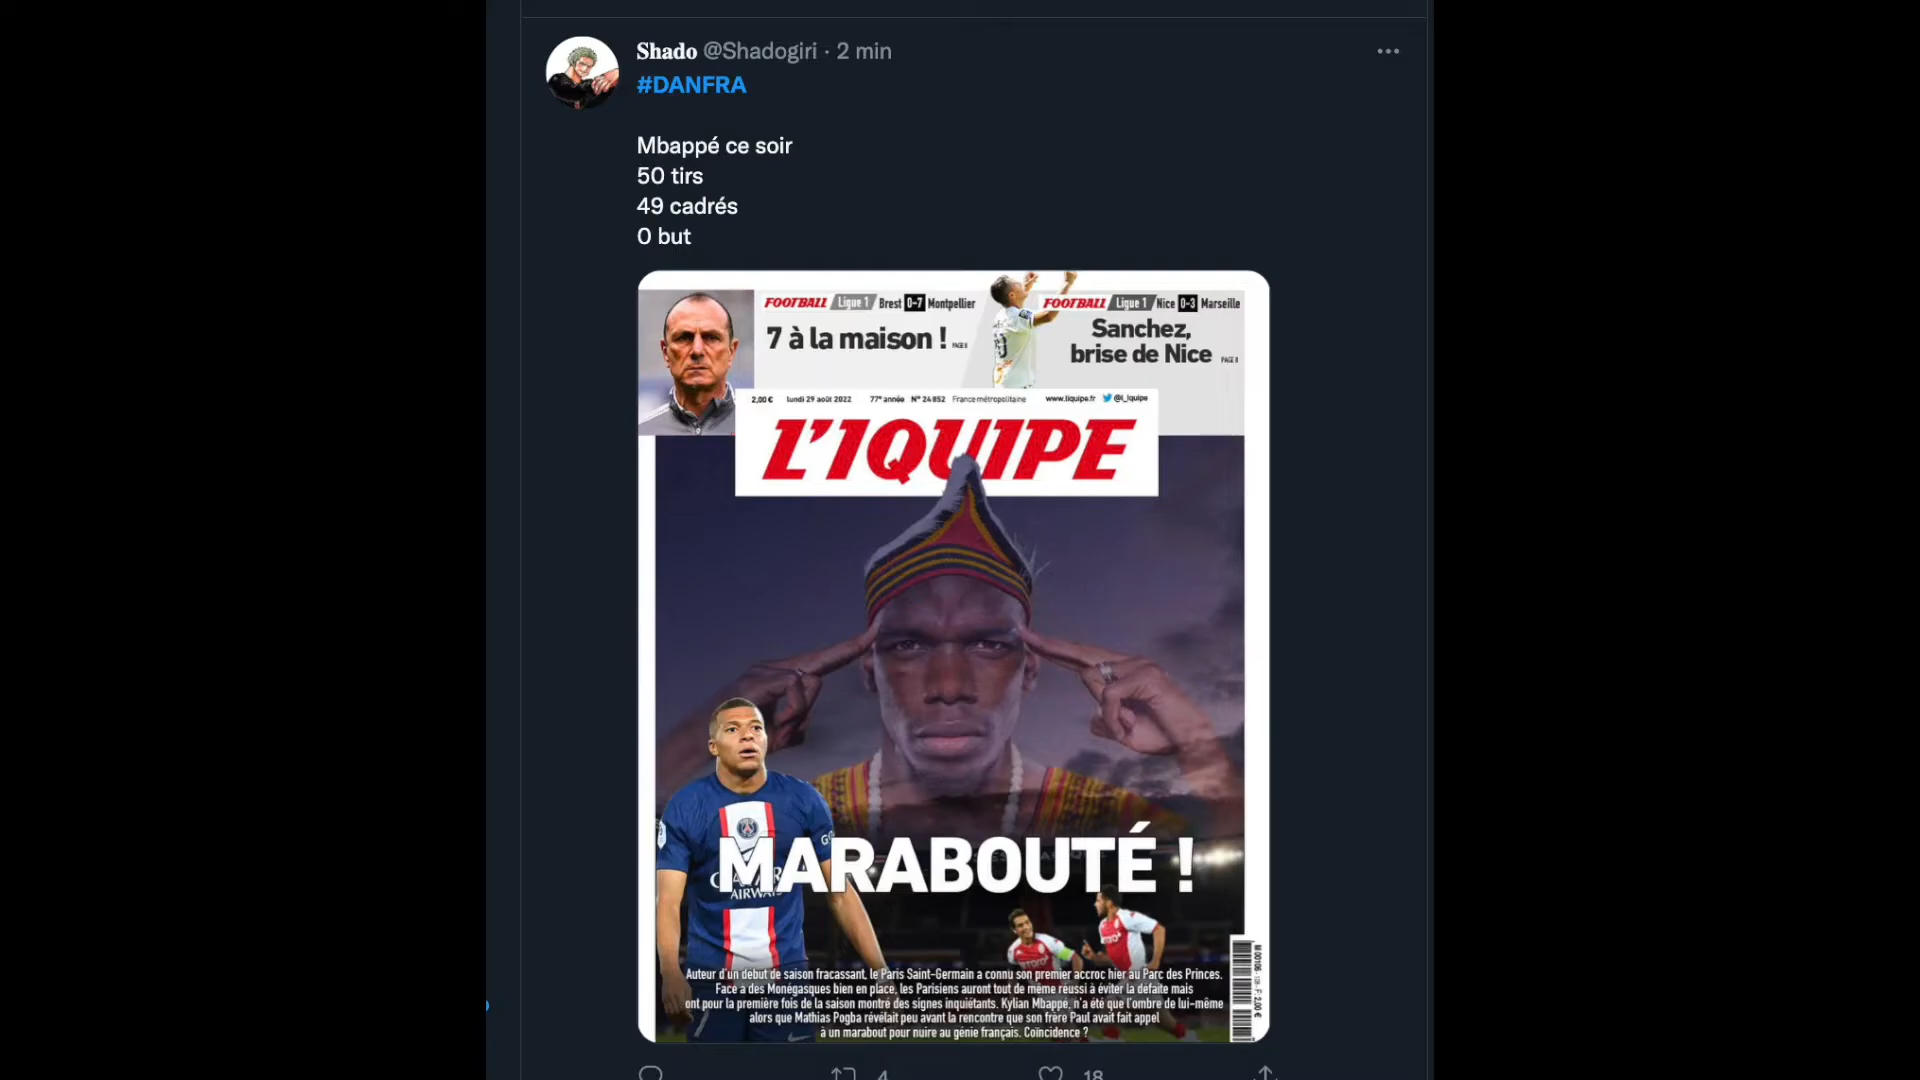 Shado @Shadogiri · 2 min
#DANFRA
Mbappé ce soir
50 tirs
49 cadrés
0 but
FOOTBALL Ligue 1 Brest 0-7 Montpellier
7 à la maison ! PAGE 8
FOOTBALL Ligue 1 Nice 0-3 Marseille
Sanchez,
brise de Nice PAGE 8
2,00 € lundi 29 août 2022 77e année N° 24 852 France métropolitaine www.liquipe.fr @l_iquipe
L'IQUIPE
MARABOUTÉ !
AIRWAYS
Auteur d'un début de saison fracassant, le Paris Saint-Germain a connu son premier accroc hier au Parc des Princes.
Face à des Monégasques bien en place, les Parisiens auront tout de même réussi à éviter la défaite mais
ont pour la première fois de la saison montré des signes inquiétants. Kylian Mbappé, n'a été que l'ombre de lui-même
alors que Mathias Pogba révélait peu avant la rencontre que son frère Paul avait fait appel
à un marabout pour nuire au génie français. Coïncidence ?
4
18